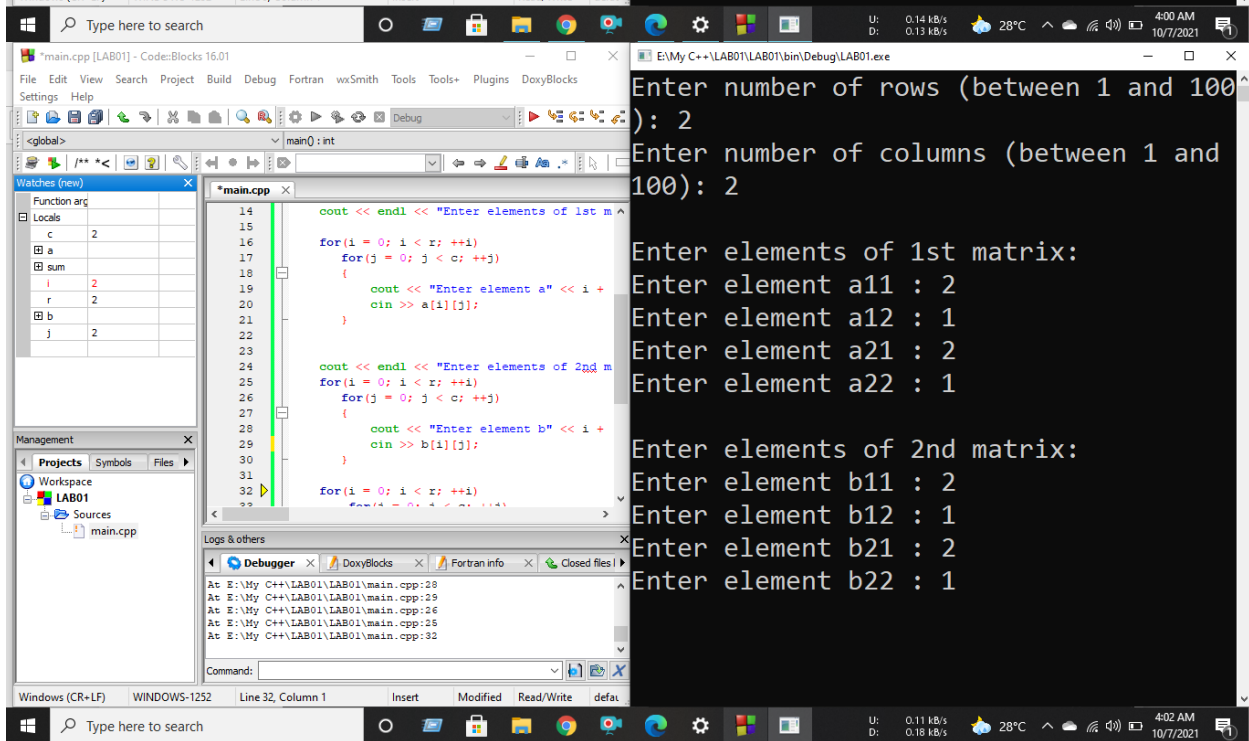 Type here to search
U: 0.14 kB/s
D: 0.13 kB/s
28°C
4:00 AM
10/7/2021
*main.cpp [LAB01] - Code::Blocks 16.01
File Edit View Search Project Build Debug Fortran wxSmith Tools Tools+ Plugins DoxyBlocks
Settings Help
Debug
<global>
main() : int
/** *<
.*
Watches (new)
Function arg
Locals
c 2
a
sum
i 2
r 2
b
j 2
Management
Projects Symbols Files
Workspace
LAB01
Sources
main.cpp
*main.cpp
14 cout << endl << "Enter elements of 1st m
15
16 for(i = 0; i < r; ++i)
17 for(j = 0; j < c; ++j)
18 {
19 cout << "Enter element a" << i +
20 cin >> a[i][j];
21 }
22
23
24 cout << endl << "Enter elements of 2nd m
25 for(i = 0; i < r; ++i)
26 for(j = 0; j < c; ++j)
27 {
28 cout << "Enter element b" << i +
29 cin >> b[i][j];
30 }
31
32 for(i = 0; i < r; ++i)
Logs & others
Debugger DoxyBlocks Fortran info Closed files l
At E:\My C++\LAB01\LAB01\main.cpp:28
At E:\My C++\LAB01\LAB01\main.cpp:29
At E:\My C++\LAB01\LAB01\main.cpp:26
At E:\My C++\LAB01\LAB01\main.cpp:25
At E:\My C++\LAB01\LAB01\main.cpp:32
Command:
Windows (CR+LF) WINDOWS-1252 Line 32, Column 1 Insert Modified Read/Write defau
E:\My C++\LAB01\LAB01\bin\Debug\LAB01.exe
Enter number of rows (between 1 and 100
): 2
Enter number of columns (between 1 and
100): 2
Enter elements of 1st matrix:
Enter element a11 : 2
Enter element a12 : 1
Enter element a21 : 2
Enter element a22 : 1
Enter elements of 2nd matrix:
Enter element b11 : 2
Enter element b12 : 1
Enter element b21 : 2
Enter element b22 : 1
Type here to search
U: 0.11 kB/s
D: 0.18 kB/s
28°C
4:02 AM
10/7/2021